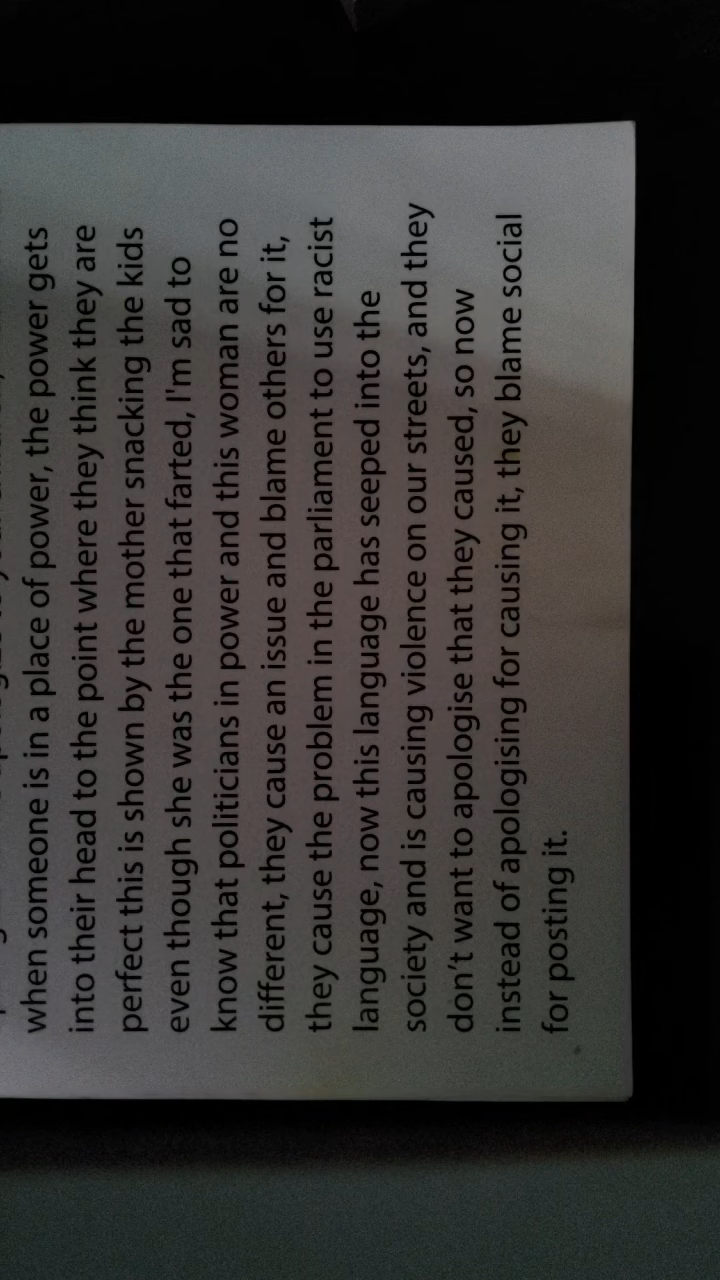 when someone is in a place of power, the power gets
into their head to the point where they think they are
perfect this is shown by the mother snacking the kids
even though she was the one that farted, I'm sad to
know that politicians in power and this woman are no
different, they cause an issue and blame others for it,
they cause the problem in the parliament to use racist
language, now this language has seeped into the
society and is causing violence on our streets, and they
don't want to apologise that they caused, so now
instead of apologising for causing it, they blame social
for posting it.